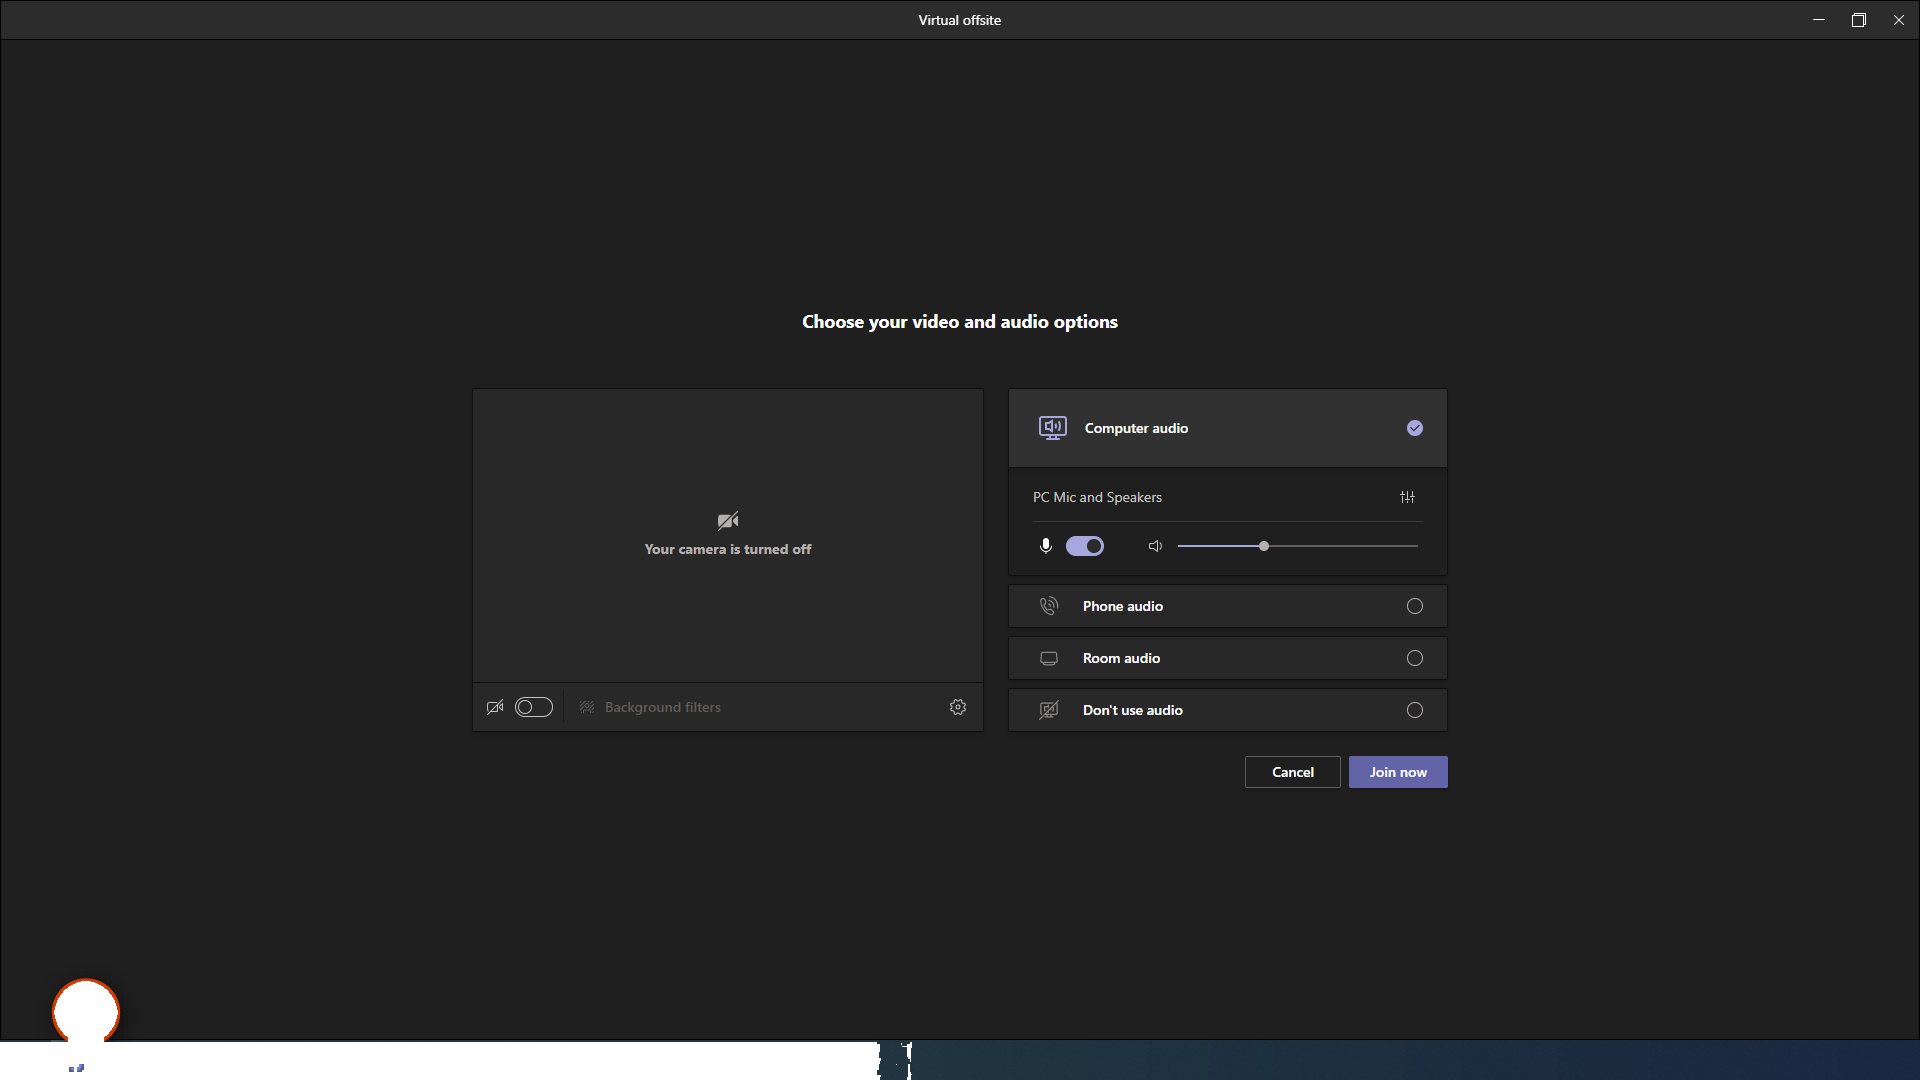 Virtual offsite
Choose your video and audio options
Your camera is turned off
Background filters
Computer audio
PC Mic and Speakers
Phone audio
Room audio
Don't use audio
Cancel
Join now